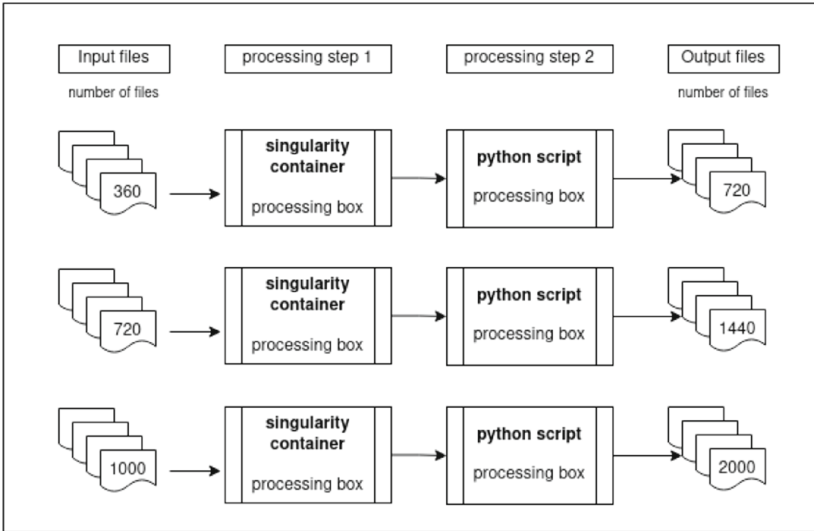 Input files
processing step 1
processing step 2
Output files
number of files
number of files
singularity
container
processing box
python script
processing box
360
720
singularity
container
processing box
python script
processing box
720
1440
singularity
container
processing box
python script
processing box
1000
2000